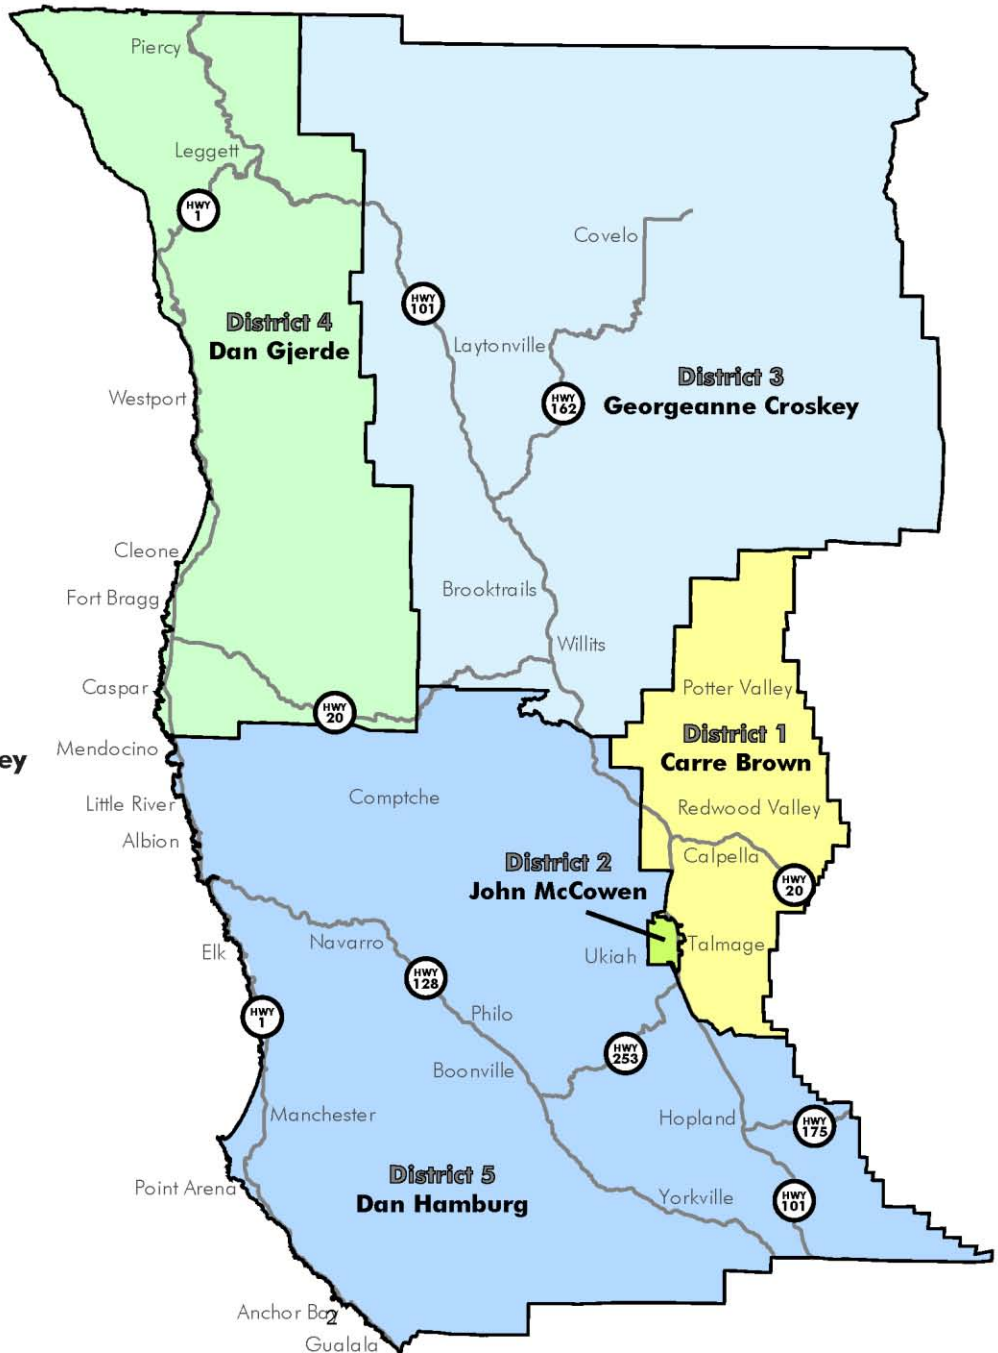 Piercy
Leggett
HWY
1
Covelo
HWY
101
District 4
Dan Gjerde
Laytonville
District 3
Georgeanne Croskey
HWY
162
Westport
Cleone
Fort Bragg
Brooktrails
Willits
Caspar
Potter Valley
HWY
20
District 1
Carre Brown
Mendocino
ey
Little River
Comptche
Redwood Valley
Albion
Calpella
District 2
John McCowen
HWY
20
Elk
Navarro
Ukiah
Talmage
HWY
128
HWY
1
Philo
HWY
253
Boonville
Manchester
Hopland
HWY
175
Point Arena
District 5
Dan Hamburg
Yorkville
HWY
101
Anchor Bay
2
Gualala